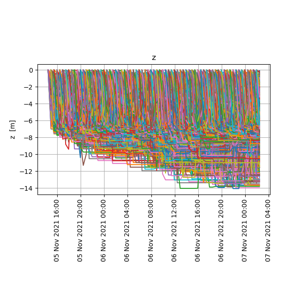 z
z [m]
0
−2
−4
−6
−8
−10
−12
−14
05 Nov 2021 16:00
05 Nov 2021 20:00
06 Nov 2021 00:00
06 Nov 2021 04:00
06 Nov 2021 08:00
06 Nov 2021 12:00
06 Nov 2021 16:00
06 Nov 2021 20:00
07 Nov 2021 00:00
07 Nov 2021 04:00